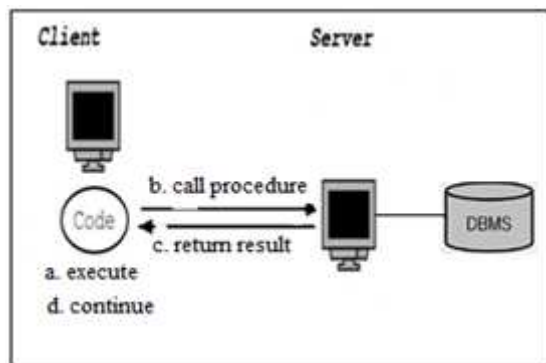 Client Server
b. call procedure
Code
DBMS
c. return result
a. execute
d. continue